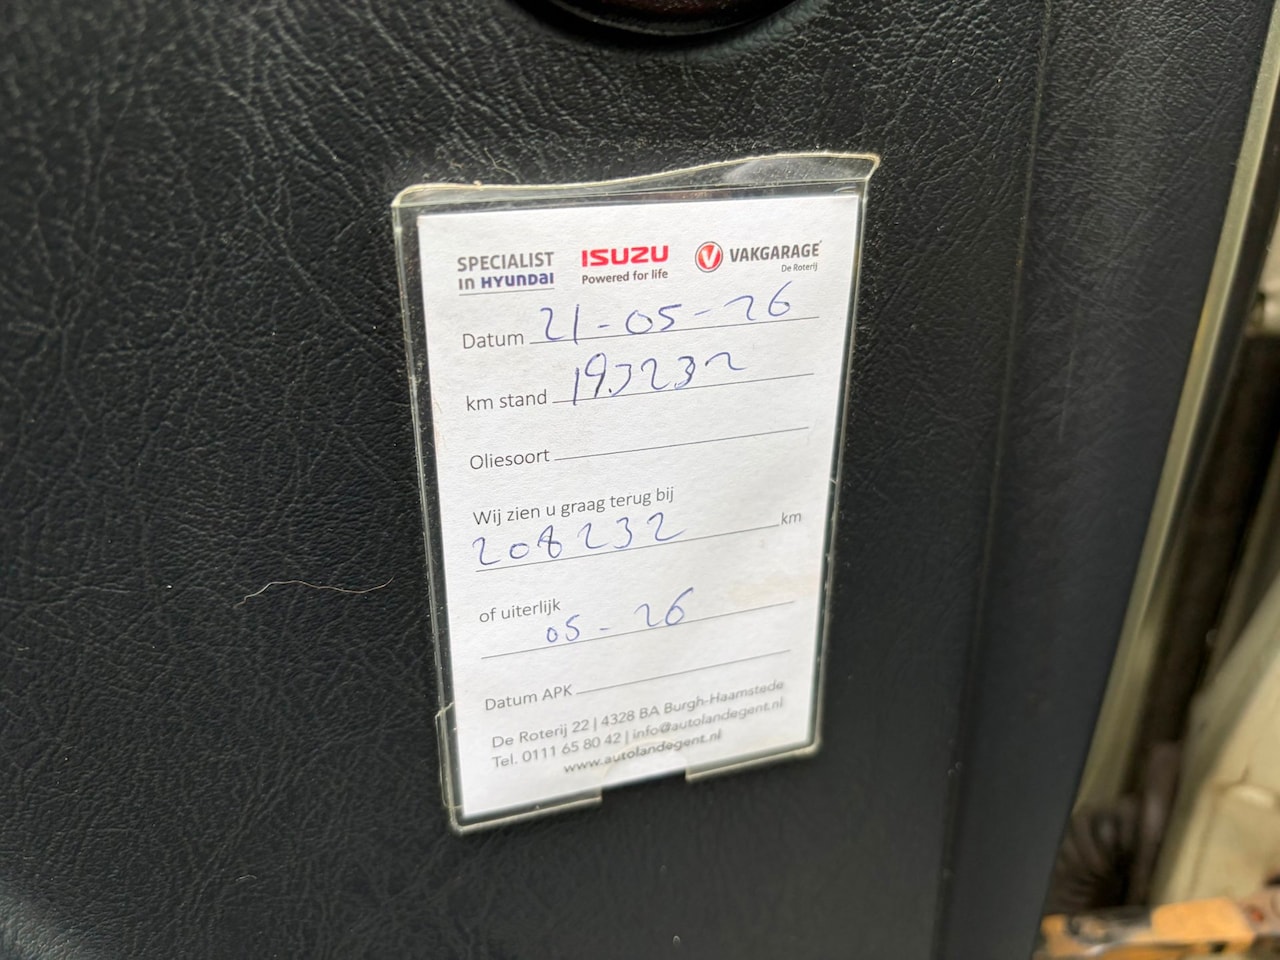 SPECIALIST in HYUNDAI ISUZU Powered for life VAKGARAGE De Roterij
Datum 21-05-26
km stand 193232
Oliesoort
Wij zien u graag terug bij
208232 km
of uiterlijk
05-26
Datum APK
De Roterij 22 | 4328 BA Burgh-Haamstede
Tel. 0111 65 80 42 | info@autolandegent.nl
www.autolandegent.nl